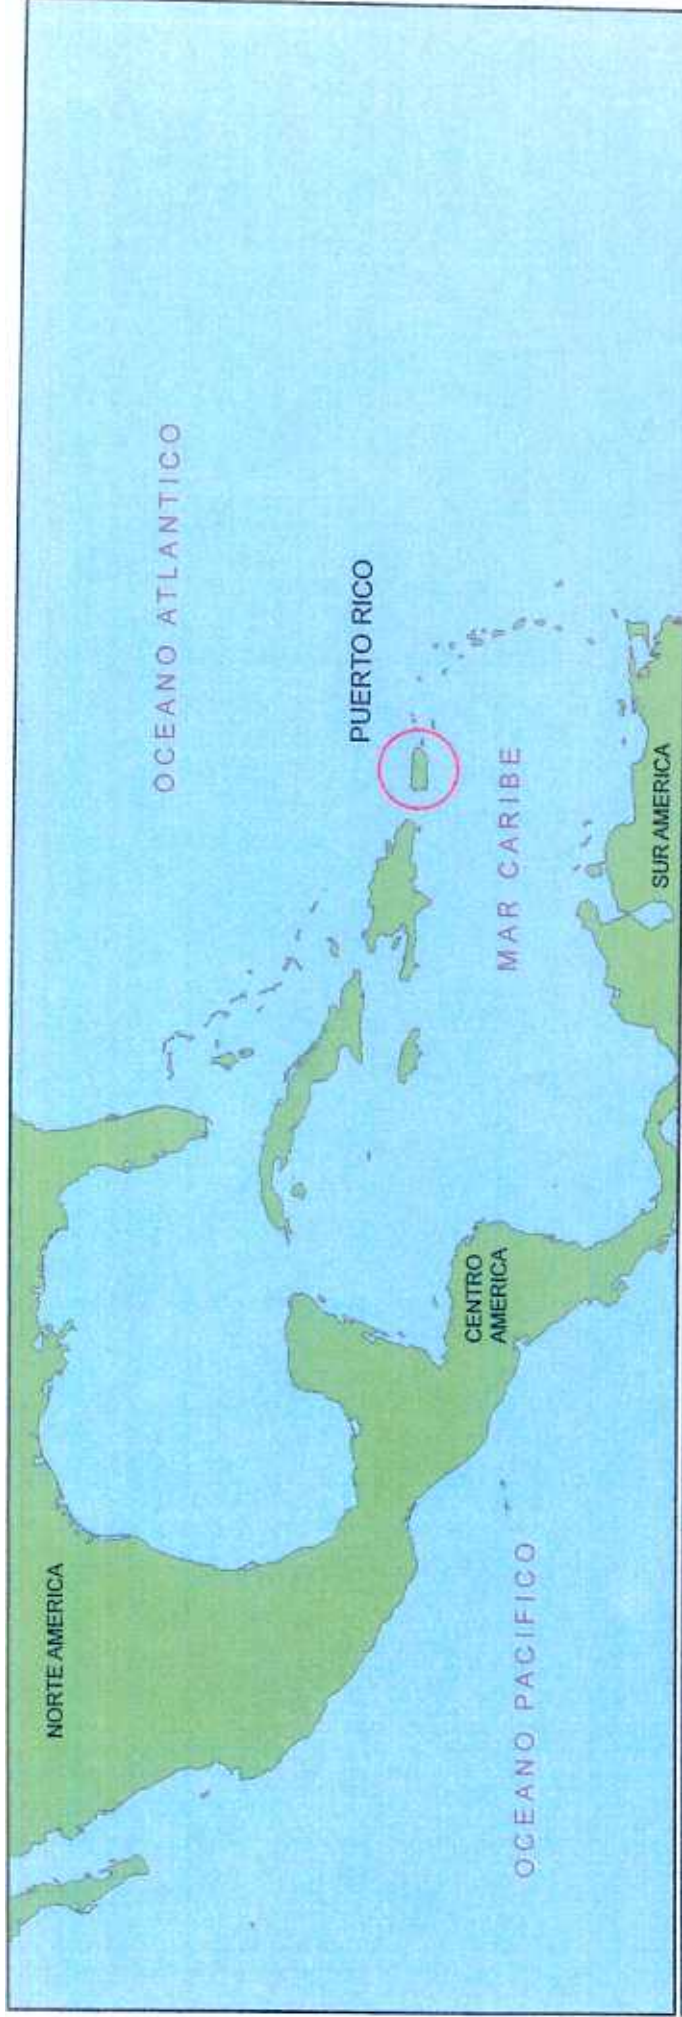 NORTE AMERICA
OCEANO ATLANTICO
PUERTO RICO
MAR CARIBE
CENTRO
AMERICA
SUR AMERICA
OCEANO PACIFICO